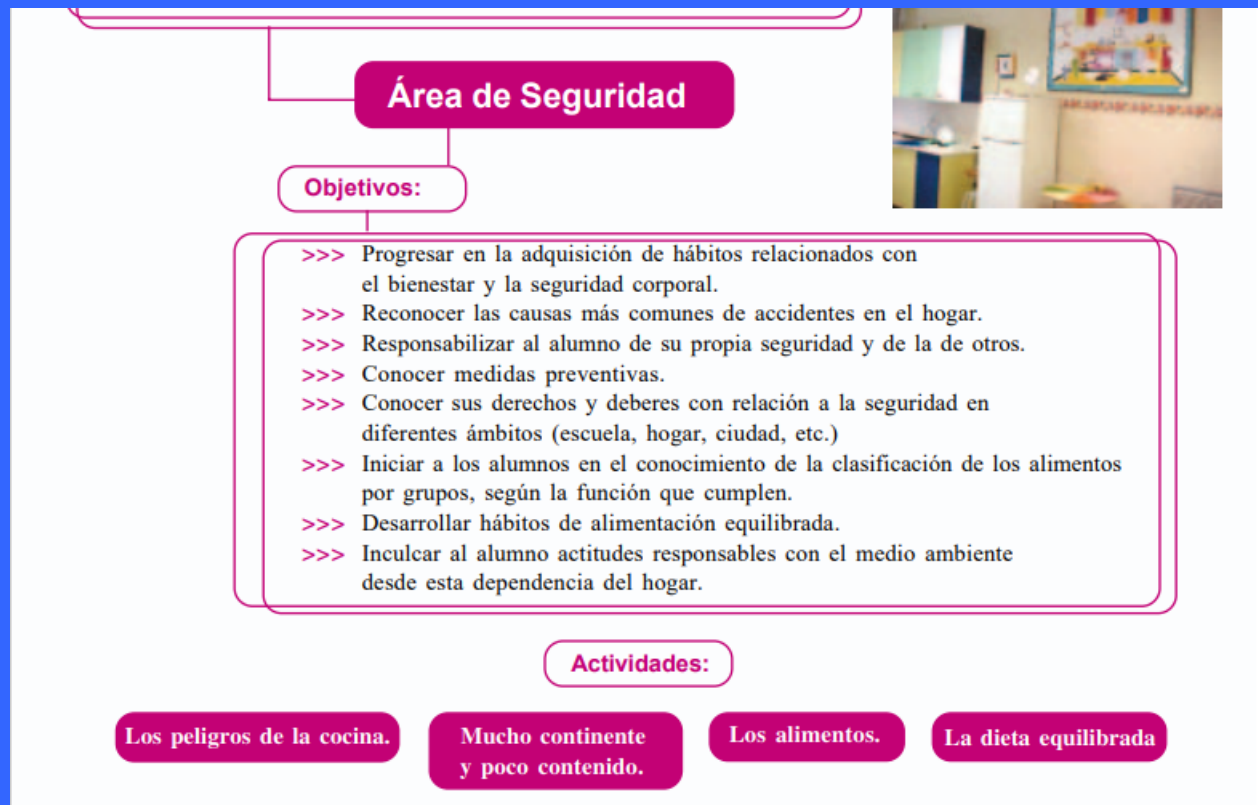 Área de Seguridad
Objetivos:
>>> Progresar en la adquisición de hábitos relacionados con
el bienestar y la seguridad corporal.
>>> Reconocer las causas más comunes de accidentes en el hogar.
>>> Responsabilizar al alumno de su propia seguridad y de la de otros.
>>> Conocer medidas preventivas.
>>> Conocer sus derechos y deberes con relación a la seguridad en
diferentes ámbitos (escuela, hogar, ciudad, etc.)
>>> Iniciar a los alumnos en el conocimiento de la clasificación de los alimentos
por grupos, según la función que cumplen.
>>> Desarrollar hábitos de alimentación equilibrada.
>>> Inculcar al alumno actitudes responsables con el medio ambiente
desde esta dependencia del hogar.
Actividades:
Los peligros de la cocina.
Mucho continente
y poco contenido.
Los alimentos.
La dieta equilibrada